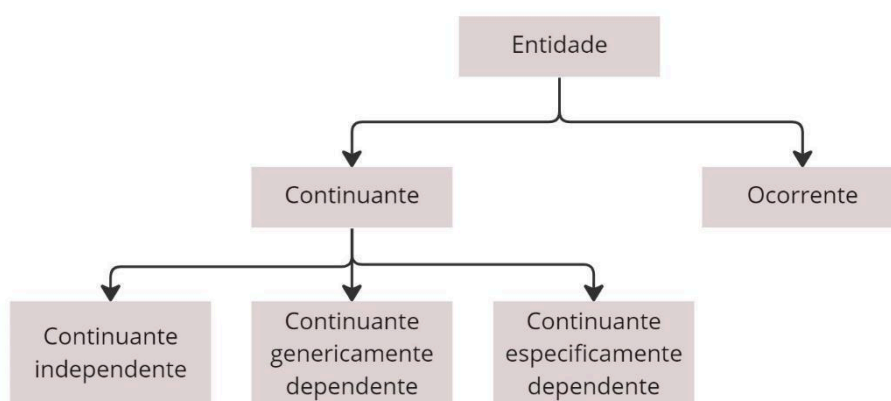 Entidade
Continuante
Ocorrente
Continuante
independente
Continuante
genericamente
dependente
Continuante
especificamente
dependente